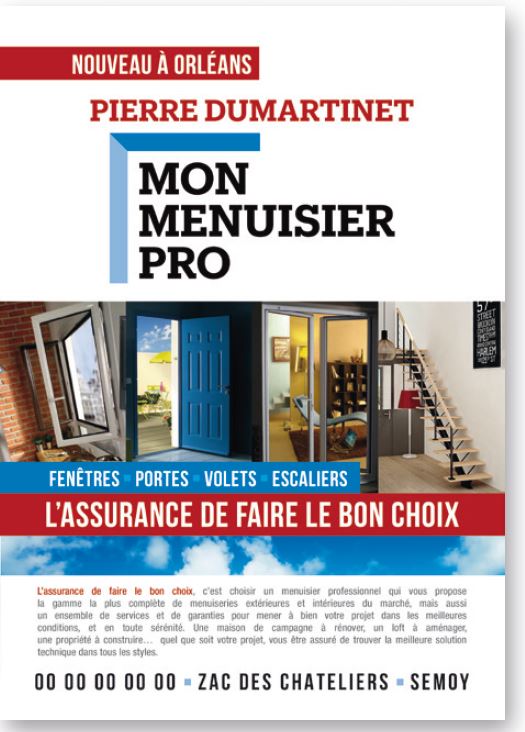 NOUVEAU À ORLÉANS
PIERRE DUMARTINET
MON
MENUISIER
PRO
57
STREET
BROOKLYN
HARLEM
FENÊTRES ▪ PORTES ▪ VOLETS ▪ ESCALIERS
L'ASSURANCE DE FAIRE LE BON CHOIX
L'assurance de faire le bon choix, c'est choisir un menuisier professionnel qui vous propose
la gamme la plus complète de menuiseries extérieures et intérieures du marché, mais aussi
un ensemble de services et de garanties pour mener à bien votre projet dans les meilleures
conditions, et en toute sérénité. Une maison de campagne à rénover, un loft à aménager,
une propriété à construire… quel que soit votre projet, vous être assuré de trouver la meilleure solution
technique dans tous les styles.
00 00 00 00 00 ▪ ZAC DES CHATELIERS ▪ SEMOY